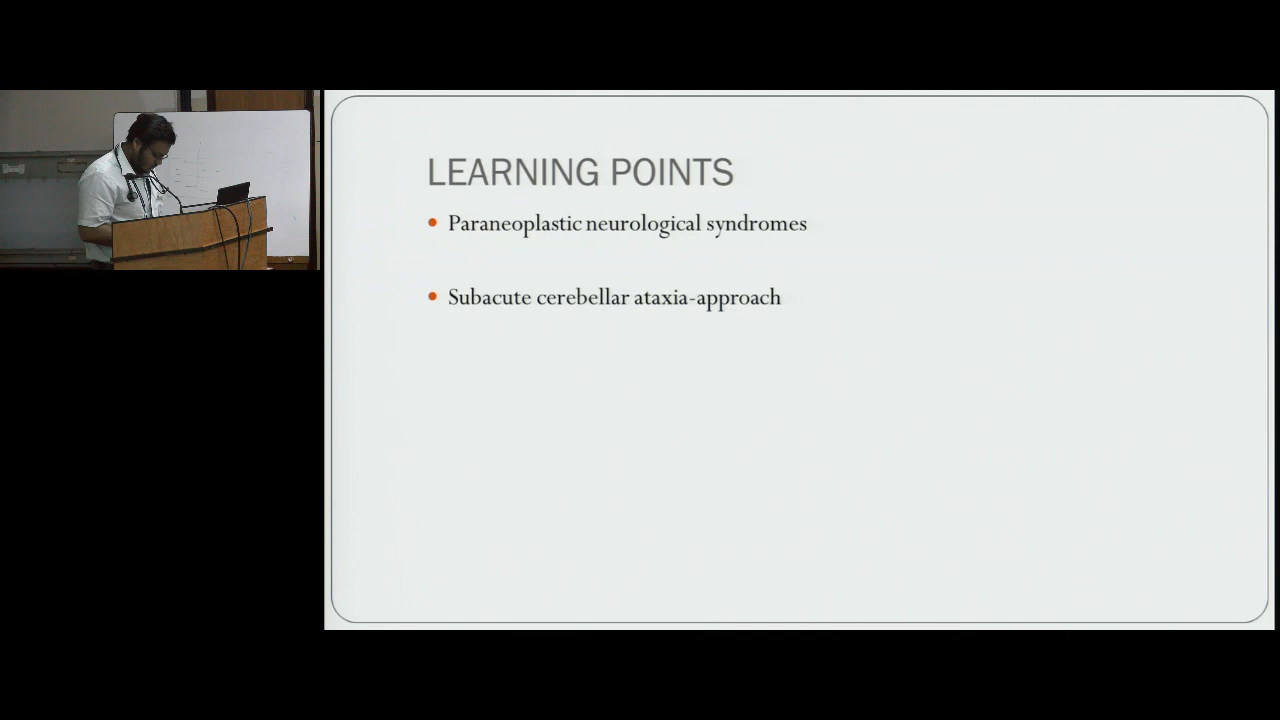 LEARNING POINTS
Paraneoplastic neurological syndromes
Subacute cerebellar ataxia-approach